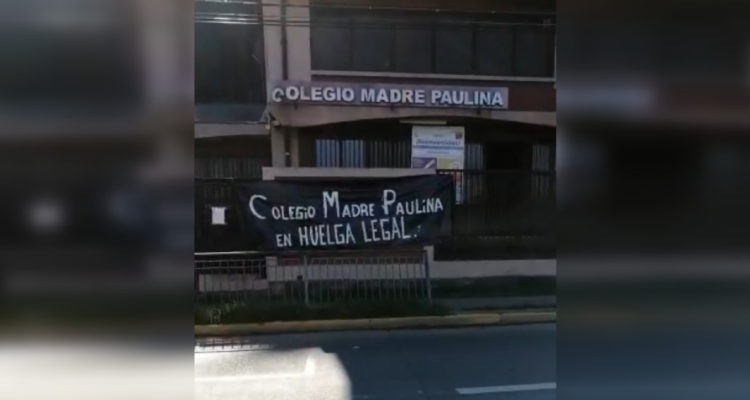 COLEGIO MADRE PAULINA
COLEGIO MADRE PAULINA
EN HUELGA LEGAL.